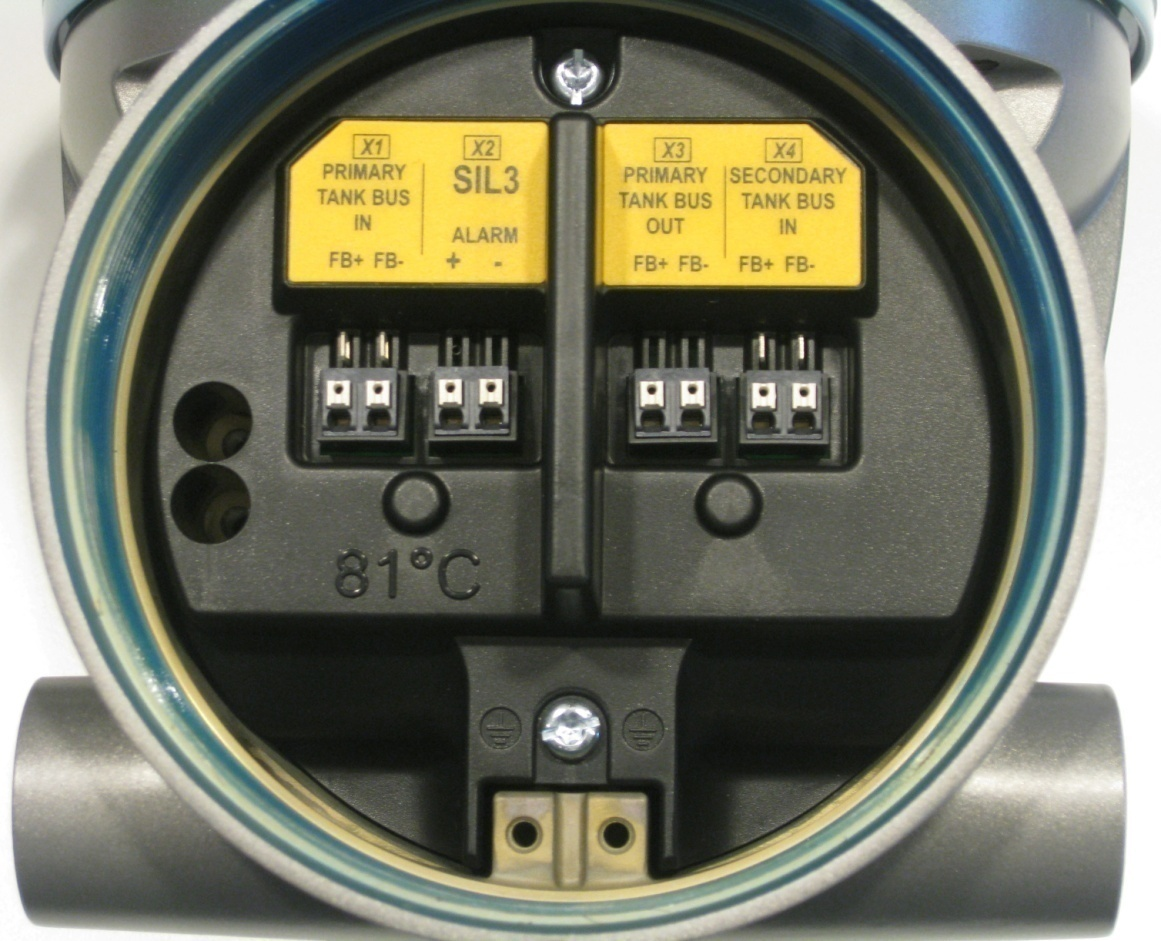 X1
PRIMARY
TANK BUS
IN
FB+ FB-
X2
SIL3
ALARM
+ -
X3
PRIMARY
TANK BUS
OUT
FB+ FB-
X4
SECONDARY
TANK BUS
IN
FB+ FB-
81°C